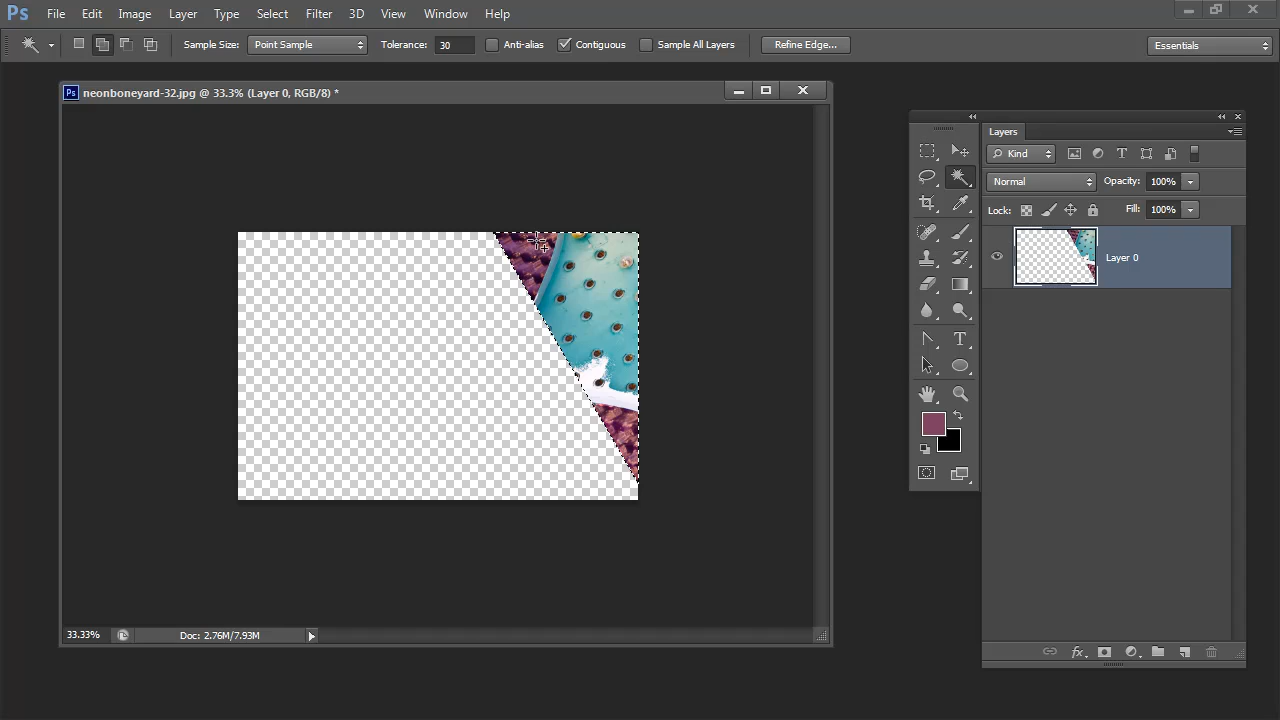 Ps File Edit Image Layer Type Select Filter 3D View Window Help
Sample Size: Point Sample Tolerance: 30 Anti-alias Contiguous Sample All Layers Refine Edge... Essentials
Ps neonboneyard-32.jpg @ 33.3% (Layer 0, RGB/8) *
Layers
Kind
Normal Opacity: 100%
Lock: Fill: 100%
Layer 0
33.33% Doc: 2.76M/7.93M